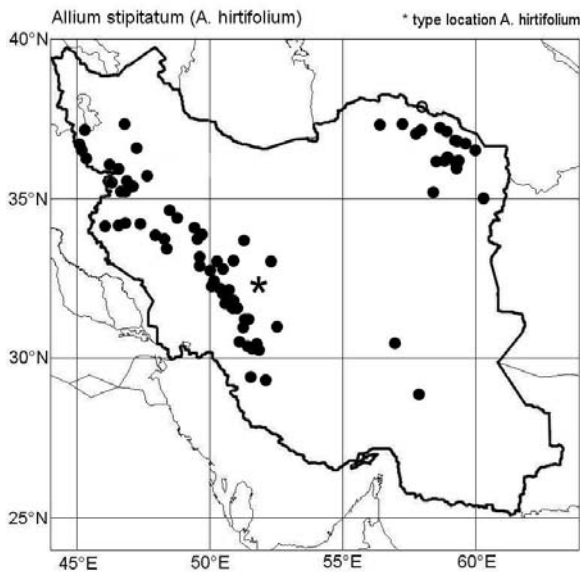 Allium stipitatum (A. hirtifolium) * type location A. hirtifolium
40°N
35°N
30°N
25°N
45°E 50°E 55°E 60°E